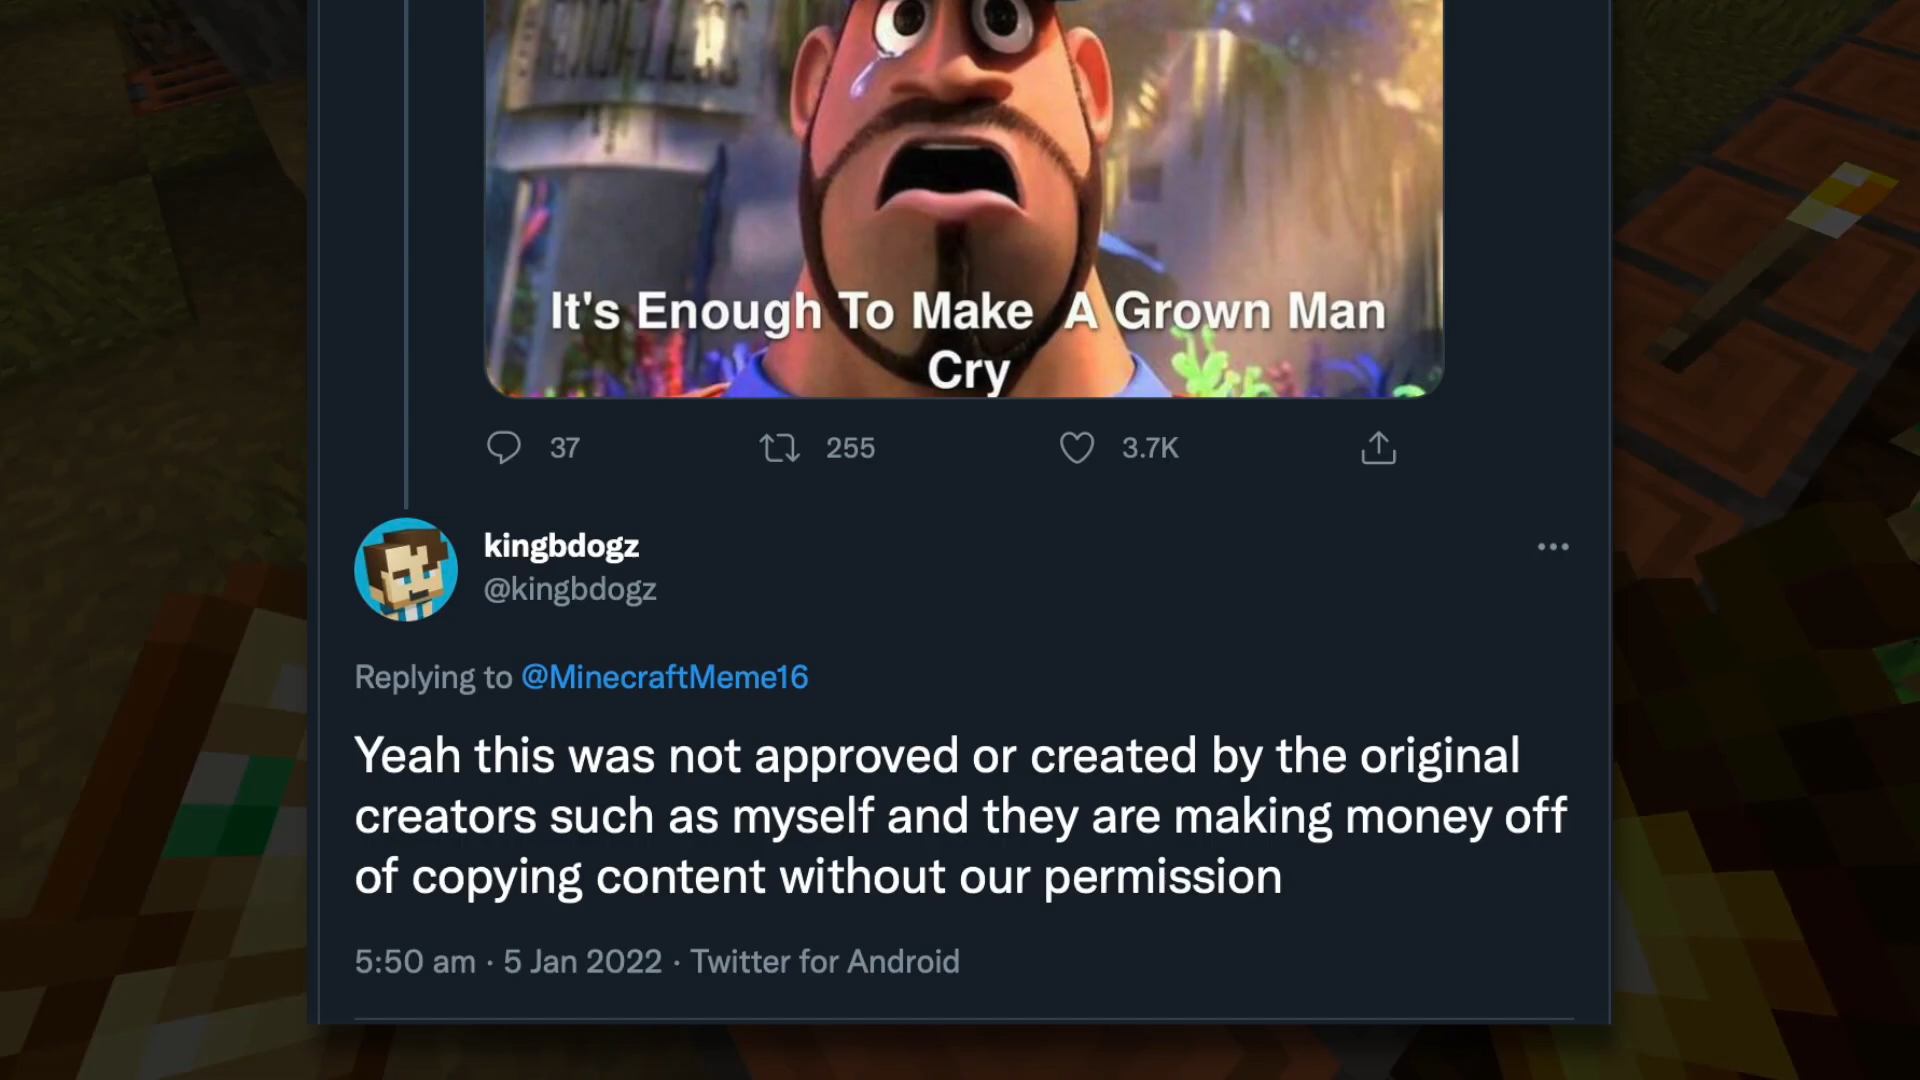 It's Enough To Make A Grown Man
Cry
37 255 3.7K
kingbdogz
@kingbdogz
Replying to @MinecraftMeme16
Yeah this was not approved or created by the original
creators such as myself and they are making money off
of copying content without our permission
5:50 am · 5 Jan 2022 · Twitter for Android